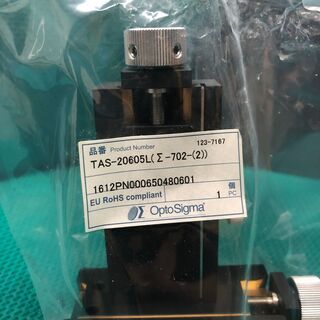 品番 Product Number 123-7167
TAS-20605L(Σ-702-(2))
1612PN000650480601
EU RoHS compliant 1 個 PC
OptoSigma